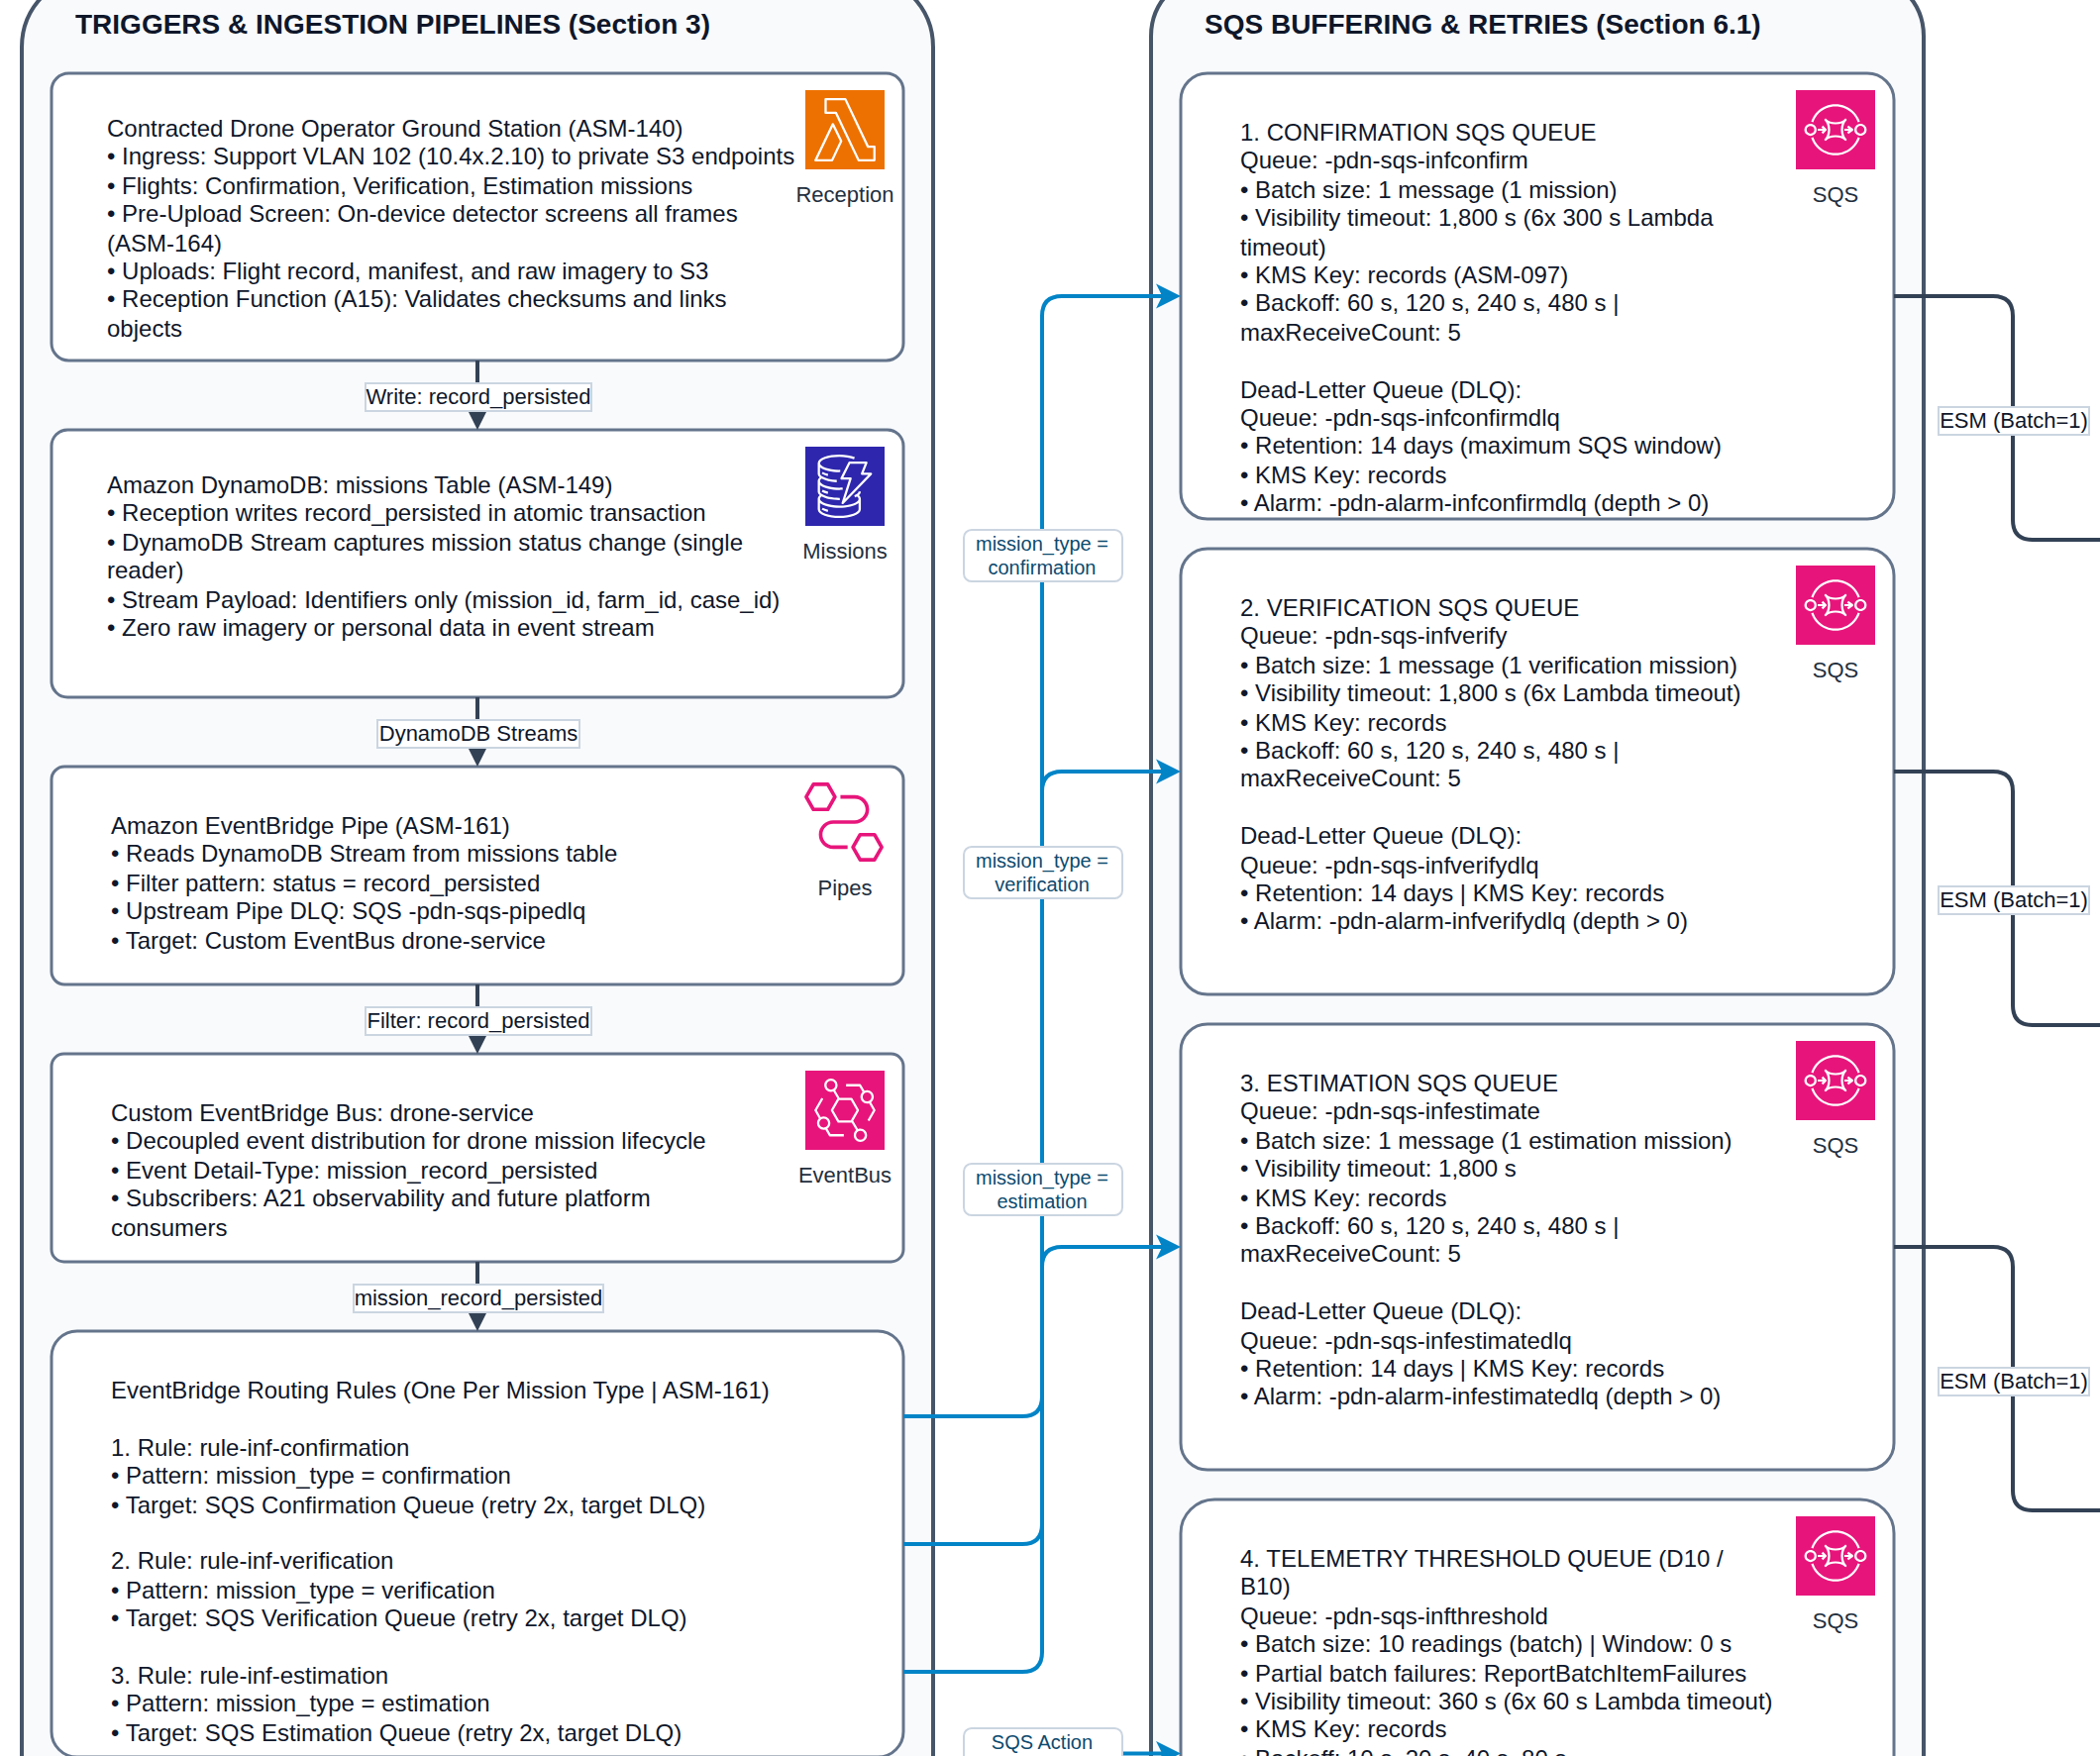 TRIGGERS & INGESTION PIPELINES (Section 3)
Contracted Drone Operator Ground Station (ASM-140)
• Ingress: Support VLAN 102 (10.4x.2.10) to private S3 endpoints
• Flights: Confirmation, Verification, Estimation missions
• Pre-Upload Screen: On-device detector screens all frames
(ASM-164)
• Uploads: Flight record, manifest, and raw imagery to S3
• Reception Function (A15): Validates checksums and links
objects
Reception
Write: record_persisted
Amazon DynamoDB: missions Table (ASM-149)
• Reception writes record_persisted in atomic transaction
• DynamoDB Stream captures mission status change (single
reader)
• Stream Payload: Identifiers only (mission_id, farm_id, case_id)
• Zero raw imagery or personal data in event stream
Missions
DynamoDB Streams
Amazon EventBridge Pipe (ASM-161)
• Reads DynamoDB Stream from missions table
• Filter pattern: status = record_persisted
• Upstream Pipe DLQ: SQS -pdn-sqs-pipedlq
• Target: Custom EventBus drone-service
Pipes
Filter: record_persisted
Custom EventBridge Bus: drone-service
• Decoupled event distribution for drone mission lifecycle
• Event Detail-Type: mission_record_persisted
• Subscribers: A21 observability and future platform
consumers
EventBus
mission_record_persisted
EventBridge Routing Rules (One Per Mission Type | ASM-161)
1. Rule: rule-inf-confirmation
• Pattern: mission_type = confirmation
• Target: SQS Confirmation Queue (retry 2x, target DLQ)
2. Rule: rule-inf-verification
• Pattern: mission_type = verification
• Target: SQS Verification Queue (retry 2x, target DLQ)
3. Rule: rule-inf-estimation
• Pattern: mission_type = estimation
• Target: SQS Estimation Queue (retry 2x, target DLQ)
mission_type =
confirmation
mission_type =
verification
mission_type =
estimation
SQS Action
SQS BUFFERING & RETRIES (Section 6.1)
1. CONFIRMATION SQS QUEUE
Queue: -pdn-sqs-infconfirm
• Batch size: 1 message (1 mission)
• Visibility timeout: 1,800 s (6x 300 s Lambda
timeout)
• KMS Key: records (ASM-097)
• Backoff: 60 s, 120 s, 240 s, 480 s |
maxReceiveCount: 5
Dead-Letter Queue (DLQ):
Queue: -pdn-sqs-infconfirmdlq
• Retention: 14 days (maximum SQS window)
• KMS Key: records
• Alarm: -pdn-alarm-infconfirmdlq (depth > 0)
SQS
2. VERIFICATION SQS QUEUE
Queue: -pdn-sqs-infverify
• Batch size: 1 message (1 verification mission)
• Visibility timeout: 1,800 s (6x Lambda timeout)
• KMS Key: records
• Backoff: 60 s, 120 s, 240 s, 480 s |
maxReceiveCount: 5
Dead-Letter Queue (DLQ):
Queue: -pdn-sqs-infverifydlq
• Retention: 14 days | KMS Key: records
• Alarm: -pdn-alarm-infverifydlq (depth > 0)
SQS
3. ESTIMATION SQS QUEUE
Queue: -pdn-sqs-infestimate
• Batch size: 1 message (1 estimation mission)
• Visibility timeout: 1,800 s
• KMS Key: records
• Backoff: 60 s, 120 s, 240 s, 480 s |
maxReceiveCount: 5
Dead-Letter Queue (DLQ):
Queue: -pdn-sqs-infestimatedlq
• Retention: 14 days | KMS Key: records
• Alarm: -pdn-alarm-infestimatedlq (depth > 0)
SQS
4. TELEMETRY THRESHOLD QUEUE (D10 /
B10)
Queue: -pdn-sqs-infthreshold
• Batch size: 10 readings (batch) | Window: 0 s
• Partial batch failures: ReportBatchItemFailures
• Visibility timeout: 360 s (6x 60 s Lambda timeout)
• KMS Key: records
SQS
ESM (Batch=1)
ESM (Batch=1)
ESM (Batch=1)